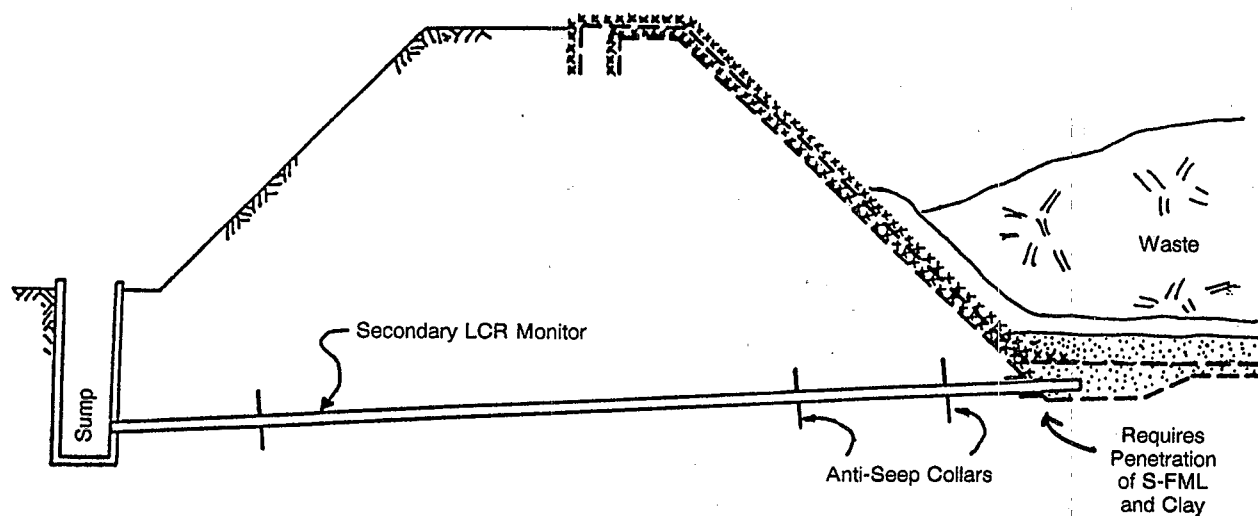 Waste
Secondary LCR Monitor
Sump
Anti-Seep Collars
Requires
Penetration
of S-FML
and Clay